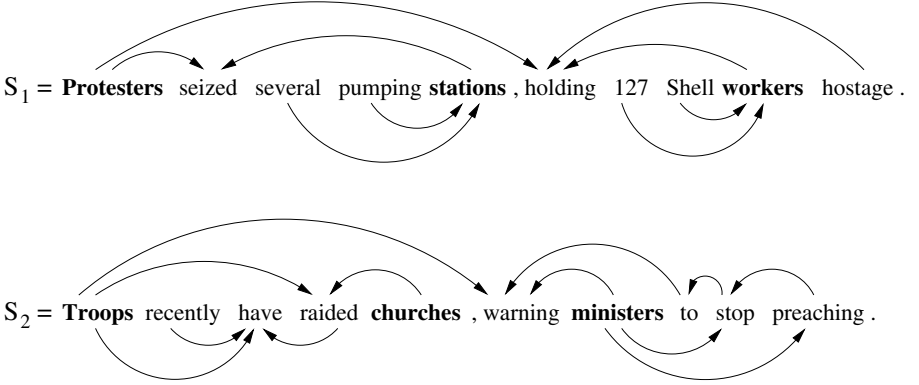 S1 = Protesters seized several pumping stations , holding 127 Shell workers hostage .
S2 = Troops recently have raided churches , warning ministers to stop preaching .